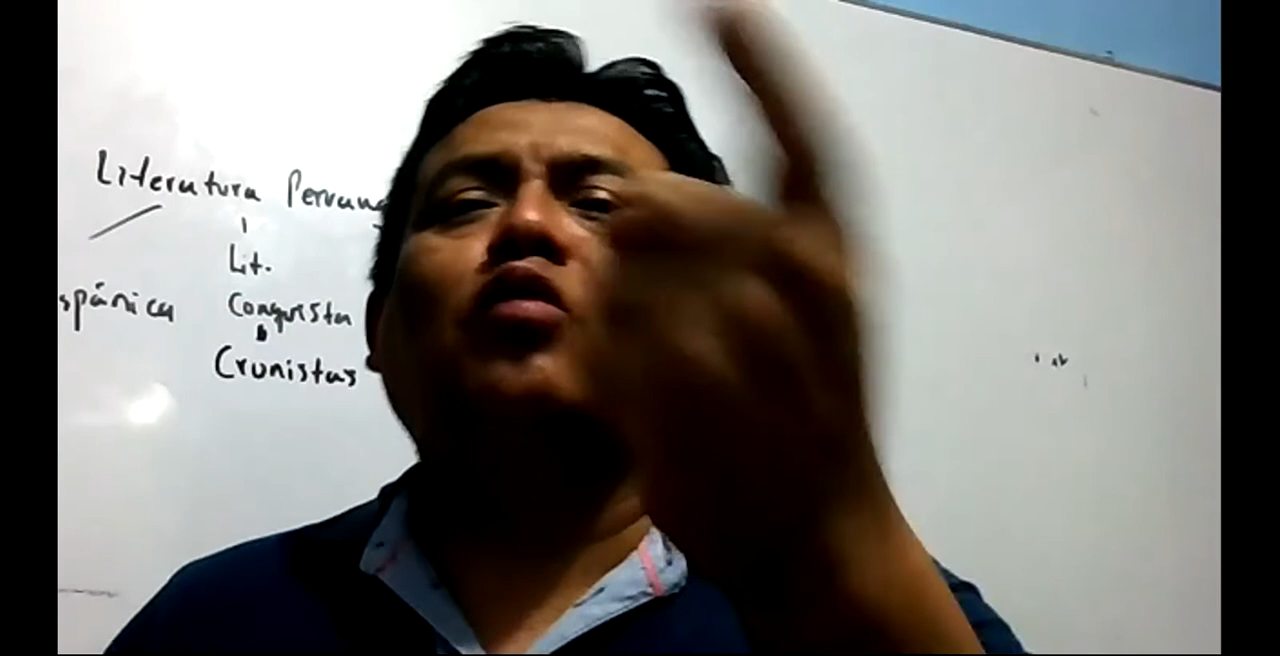 Literatura Peruana
Lit.
spánica Conquista
Cronistas